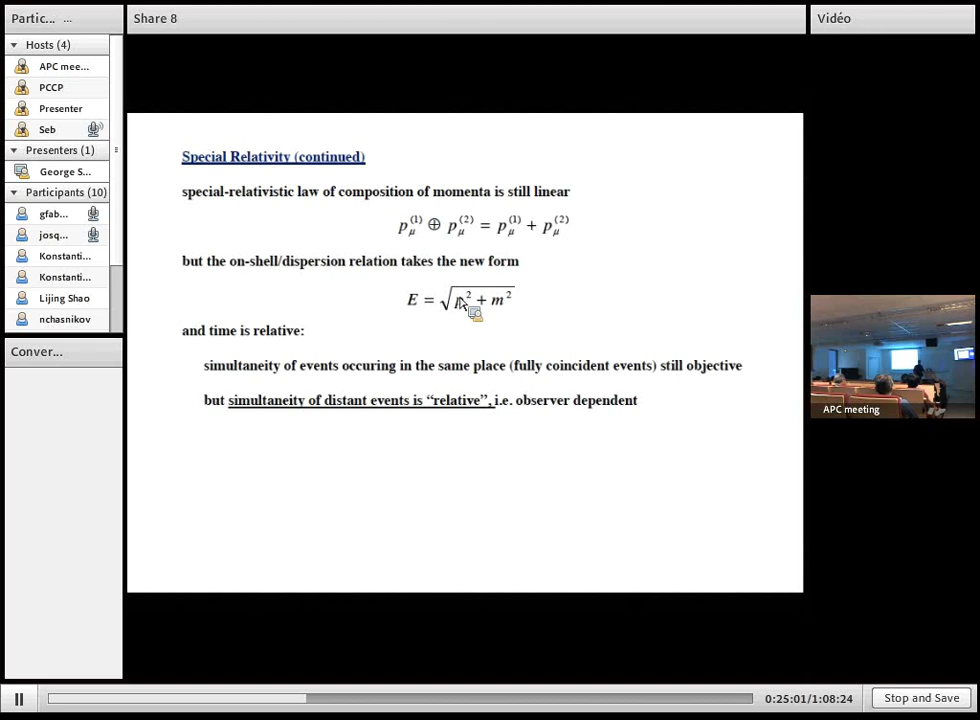 Partic... ...
Share 8
Vidéo
Hosts (4)
APC mee...
PCCP
Presenter
Seb
Presenters (1)
George S...
Participants (10)
gfab...
josq...
Konstanti...
Konstanti...
Lijing Shao
nchasnikov
Conver...
Special Relativity (continued)
special-relativistic law of composition of momenta is still linear
p_μ^(1) ⊕ p_μ^(2) = p_μ^(1) + p_μ^(2)
but the on-shell/dispersion relation takes the new form
E = √(p² + m²)
and time is relative:
simultaneity of events occuring in the same place (fully coincident events) still objective
but simultaneity of distant events is “relative”, i.e. observer dependent
APC meeting
0:25:01/1:08:24
Stop and Save